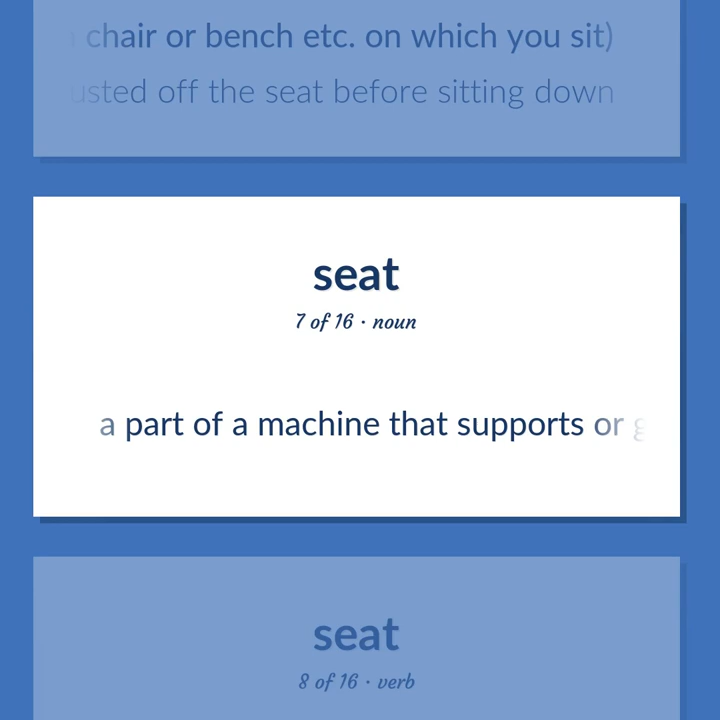 chair or bench etc. on which you sit)
off the seat before sitting down
seat
7 of 16 · noun
a part of a machine that supports or
seat
8 of 16 · verb